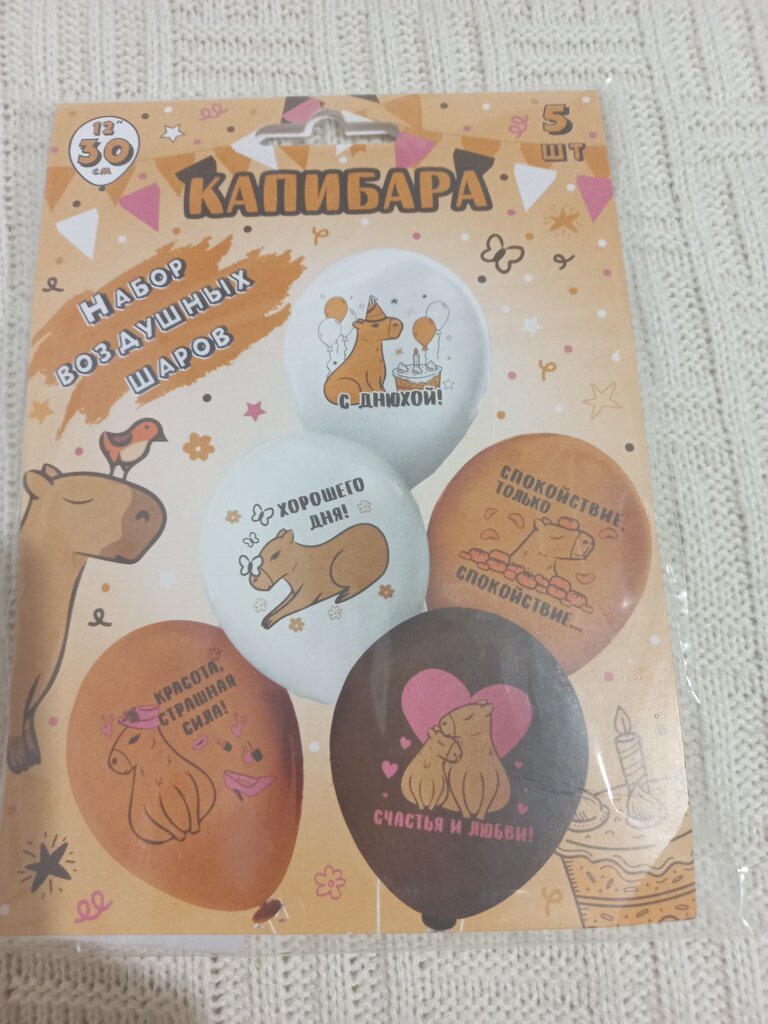 12"
30
см
5
шт
КАПИБАРА
Набор
воздушных
шаров
С ДНЮХОЙ!
ХОРОШЕГО
ДНЯ!
СПОКОЙСТВИЕ,
ТОЛЬКО
СПОКОЙСТВИЕ...
КРАСОТА,
СТРАШНАЯ
СИЛА!
СЧАСТЬЯ И ЛЮБВИ!